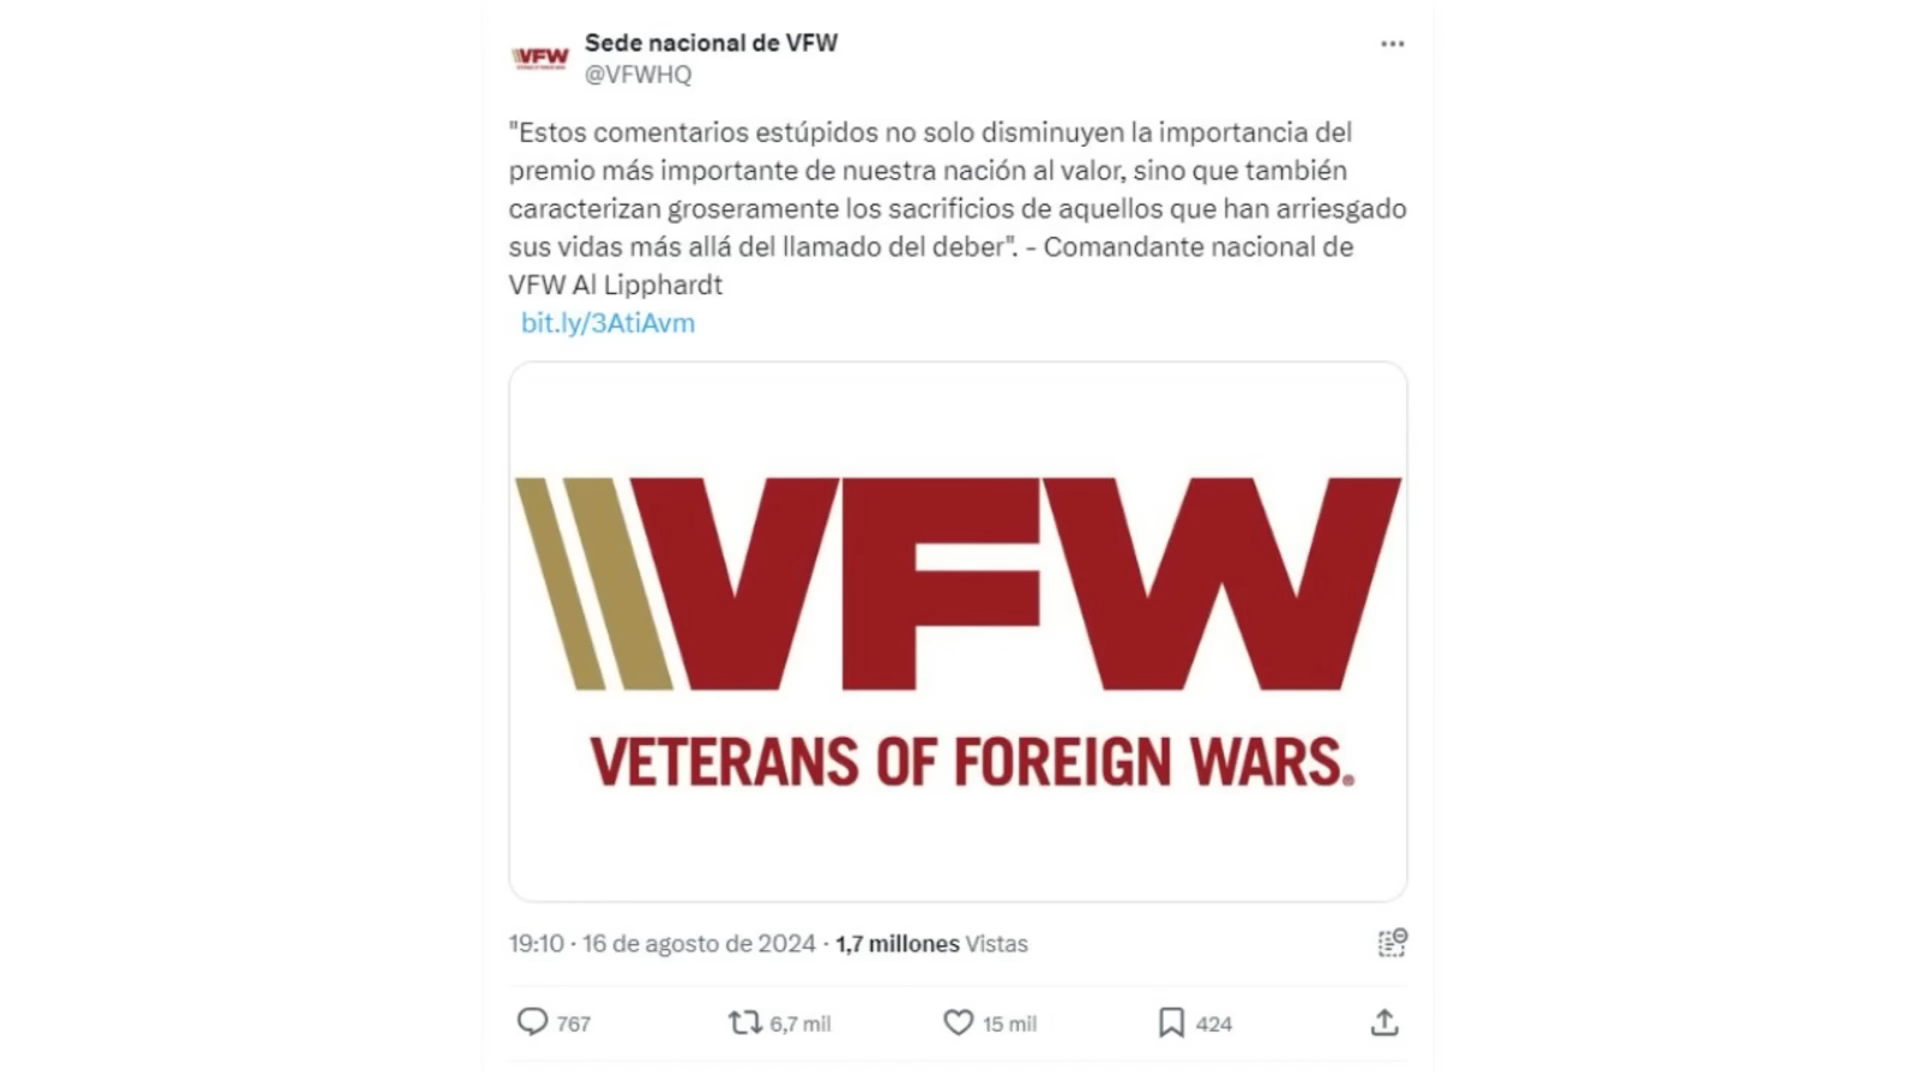 VFW
Sede nacional de VFW
@VFWHQ
"Estos comentarios estúpidos no solo disminuyen la importancia del
premio más importante de nuestra nación al valor, sino que también
caracterizan groseramente los sacrificios de aquellos que han arriesgado
sus vidas más allá del llamado del deber". - Comandante nacional de
VFW Al Lipphardt
bit.ly/3AtiAvm
VFW
VETERANS OF FOREIGN WARS.®
19:10 · 16 de agosto de 2024 · 1,7 millones Vistas
767 6,7 mil 15 mil 424